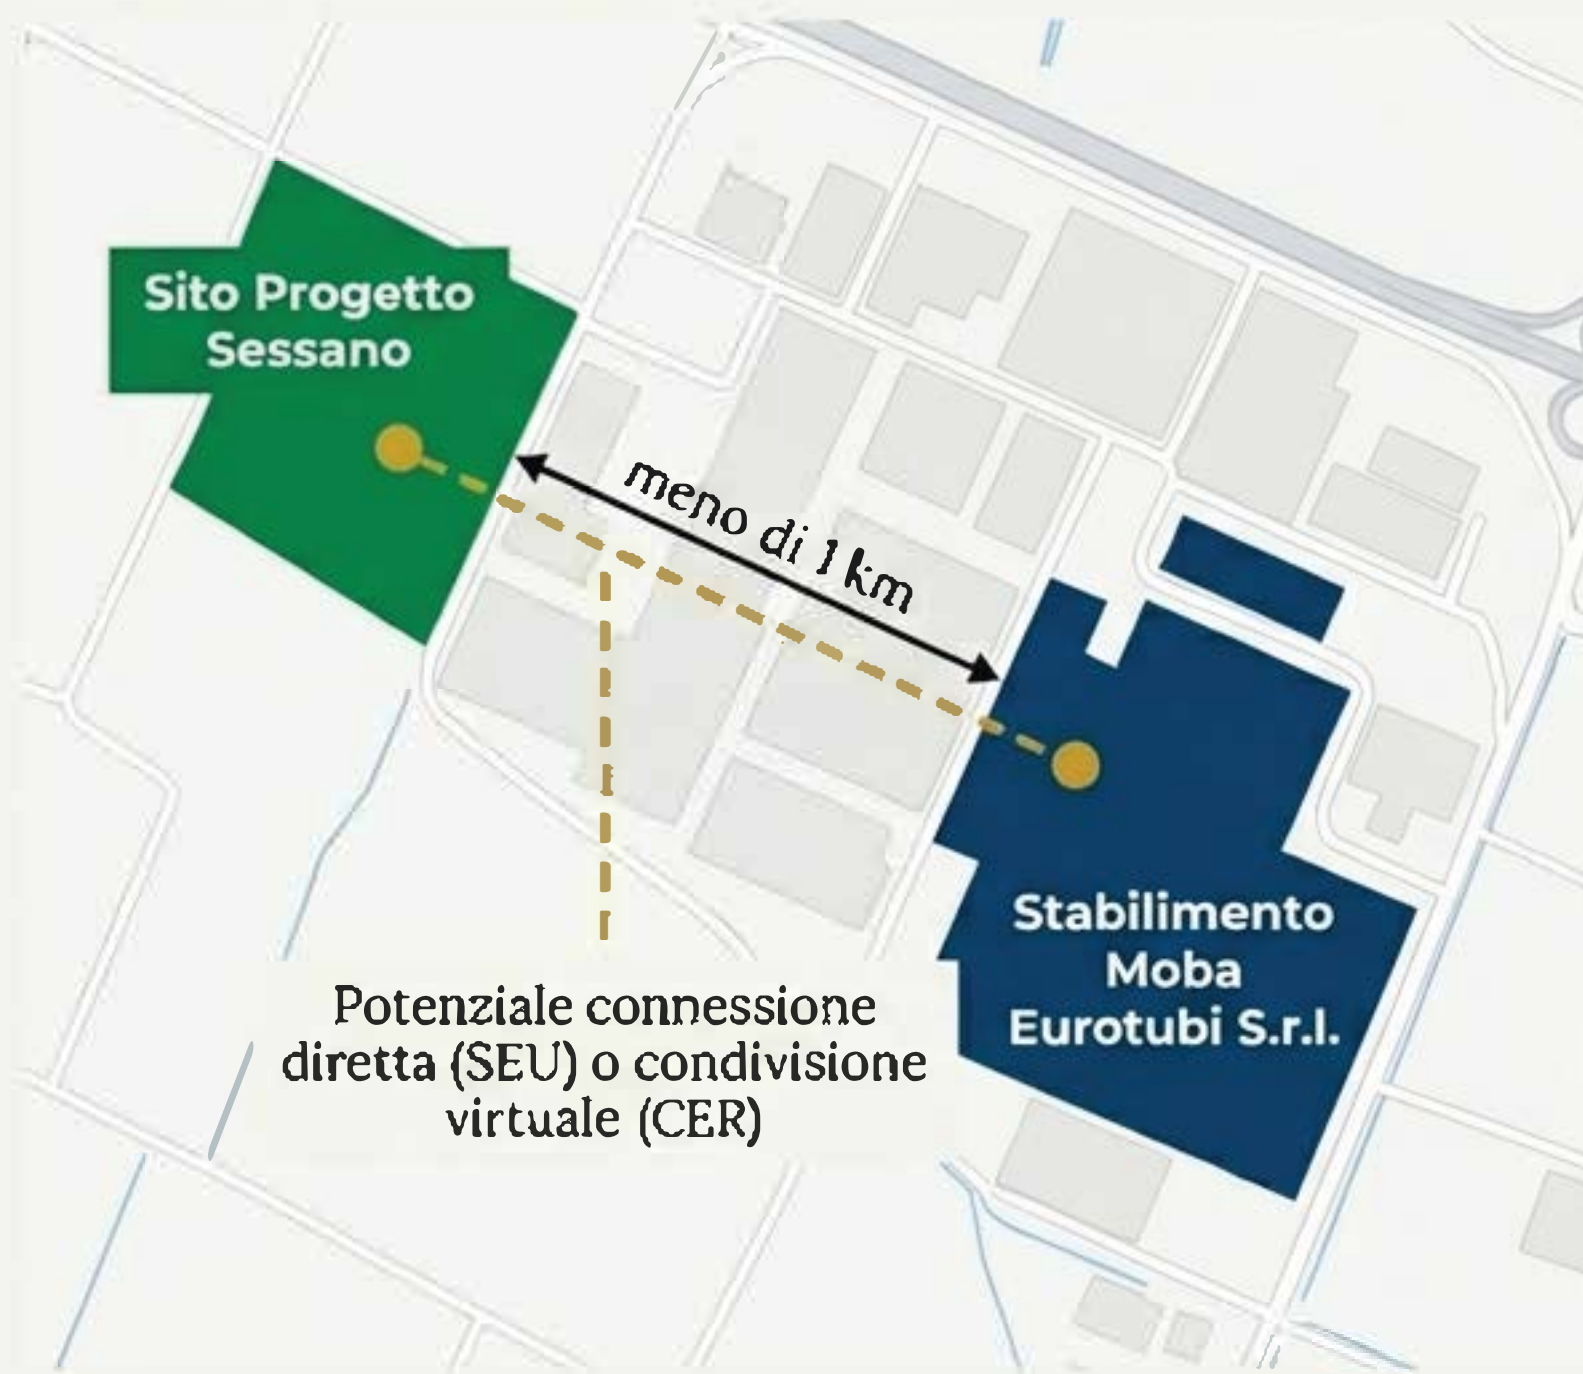 Sito Progetto
Sessano
meno di 1 km
Stabilimento
Moba
Eurotubi S.r.l.
Potenziale connessione
diretta (SEU) o condivisione
virtuale (CER)